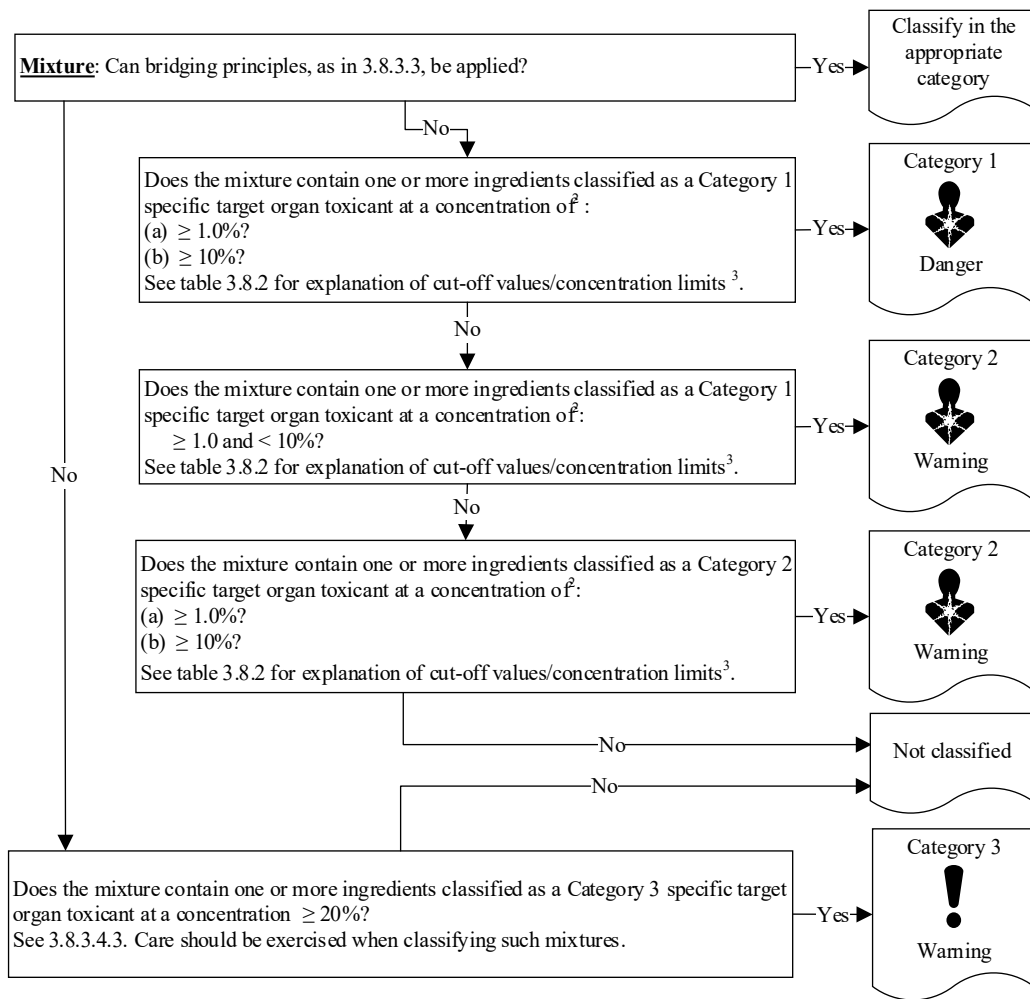 Mixture: Can bridging principles, as in 3.8.3.3, be applied?
Yes
Classify in the
appropriate
category
No
Does the mixture contain one or more ingredients classified as a Category 1
specific target organ toxicant at a concentration of²:
(a) ≥ 1.0%?
(b) ≥ 10%?
See table 3.8.2 for explanation of cut-off values/concentration limits ³.
Yes
Category 1
Danger
No
Does the mixture contain one or more ingredients classified as a Category 1
specific target organ toxicant at a concentration of²:
≥ 1.0 and < 10%?
See table 3.8.2 for explanation of cut-off values/concentration limits³.
Yes
Category 2
Warning
No
No
Does the mixture contain one or more ingredients classified as a Category 2
specific target organ toxicant at a concentration of²:
(a) ≥ 1.0%?
(b) ≥ 10%?
See table 3.8.2 for explanation of cut-off values/concentration limits³.
Yes
Category 2
Warning
No
Not classified
No
Does the mixture contain one or more ingredients classified as a Category 3 specific target
organ toxicant at a concentration ≥ 20%?
See 3.8.3.4.3. Care should be exercised when classifying such mixtures.
Yes
Category 3
Warning